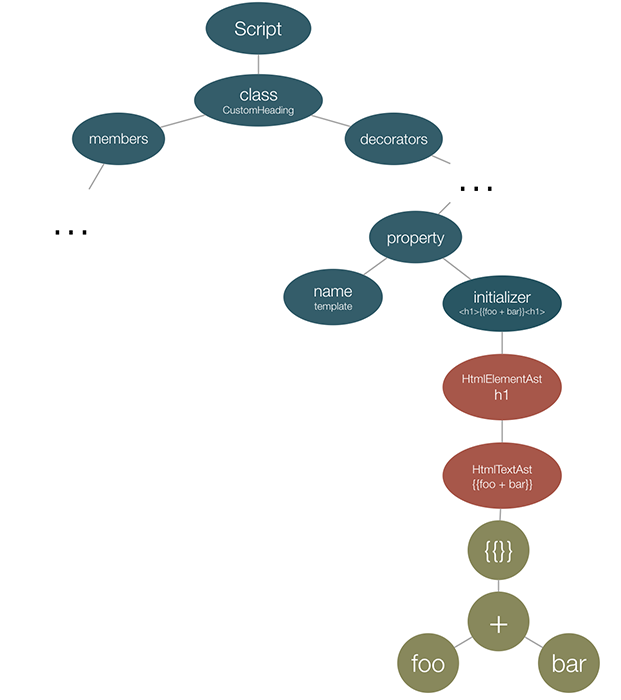 Script
class
CustomHeading
members
decorators
...
...
property
name
template
initializer
<h1>{{foo + bar}}<h1>
HtmlElementAst
h1
HtmlTextAst
{{foo + bar}}
{{}}
+
foo
bar